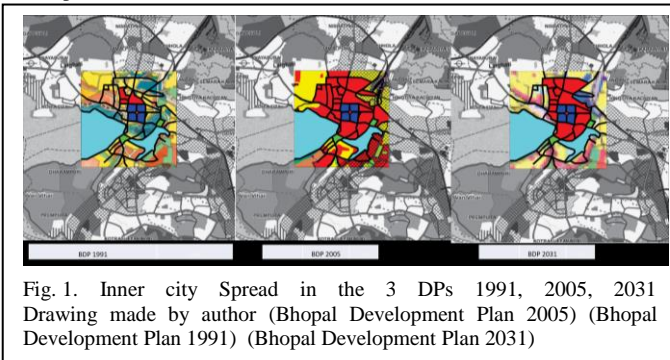 BDP 1991
BDP 2005
BDP 2031
Fig. 1. Inner city Spread in the 3 DPs 1991, 2005, 2031
Drawing made by author (Bhopal Development Plan 2005) (Bhopal
Development Plan 1991) (Bhopal Development Plan 2031)